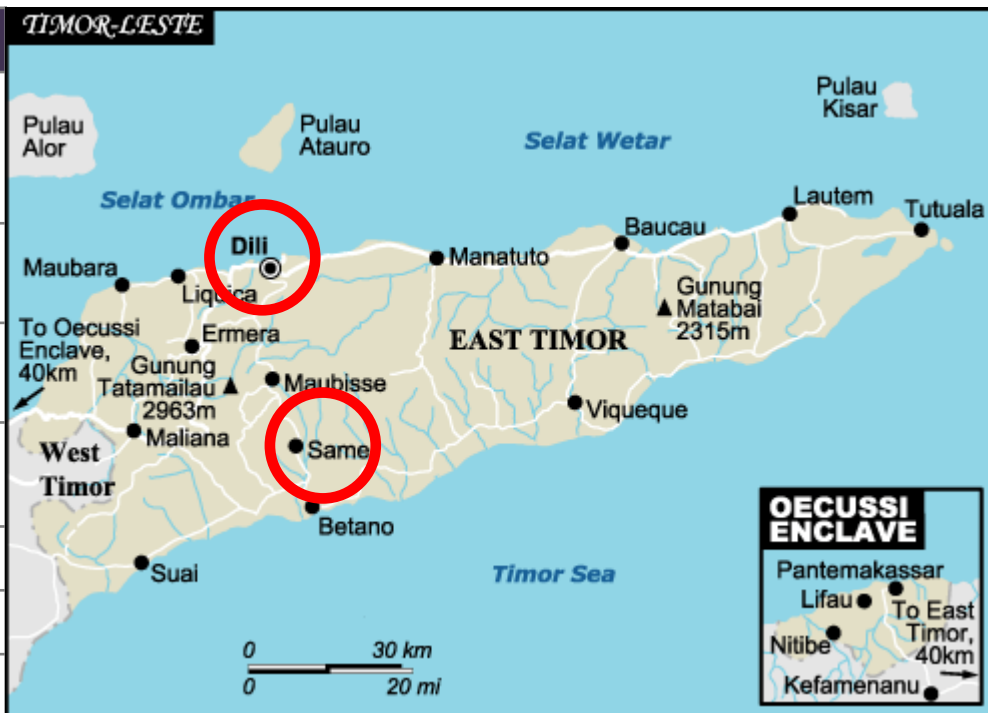 TIMOR-LESTE
Pulau
Alor
Pulau
Atauro
Pulau
Kisar
Selat Wetar
Selat Ombar
Lautem
Tutuala
Baucau
Dili
Manatuto
Maubara
Liquica
Gunung
Matabai
2315m
To Oecussi
Enclave,
40km
Ermera
EAST TIMOR
Gunung
Tatamailau
2963m
Maubisse
Viqueque
Maliana
Same
West
Timor
Betano
Suai
Timor Sea
OECUSSI
ENCLAVE
Pantemakassar
Lifau
To East
Timor,
40km
Nitibe
Kefamenanu
0 30 km
0 20 mi